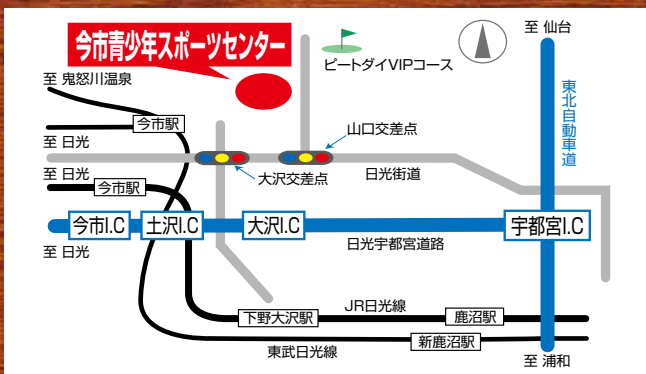 至 仙台
今市青少年スポーツセンター
ピートダイVIPコース
至 鬼怒川温泉
東北自動車道
今市駅
山口交差点
至 日光
大沢交差点
日光街道
至 日光
今市駅
今市I.C
土沢I.C
大沢I.C
宇都宮I.C
至 日光
日光宇都宮道路
JR日光線
下野大沢駅
鹿沼駅
新鹿沼駅
東武日光線
至 浦和